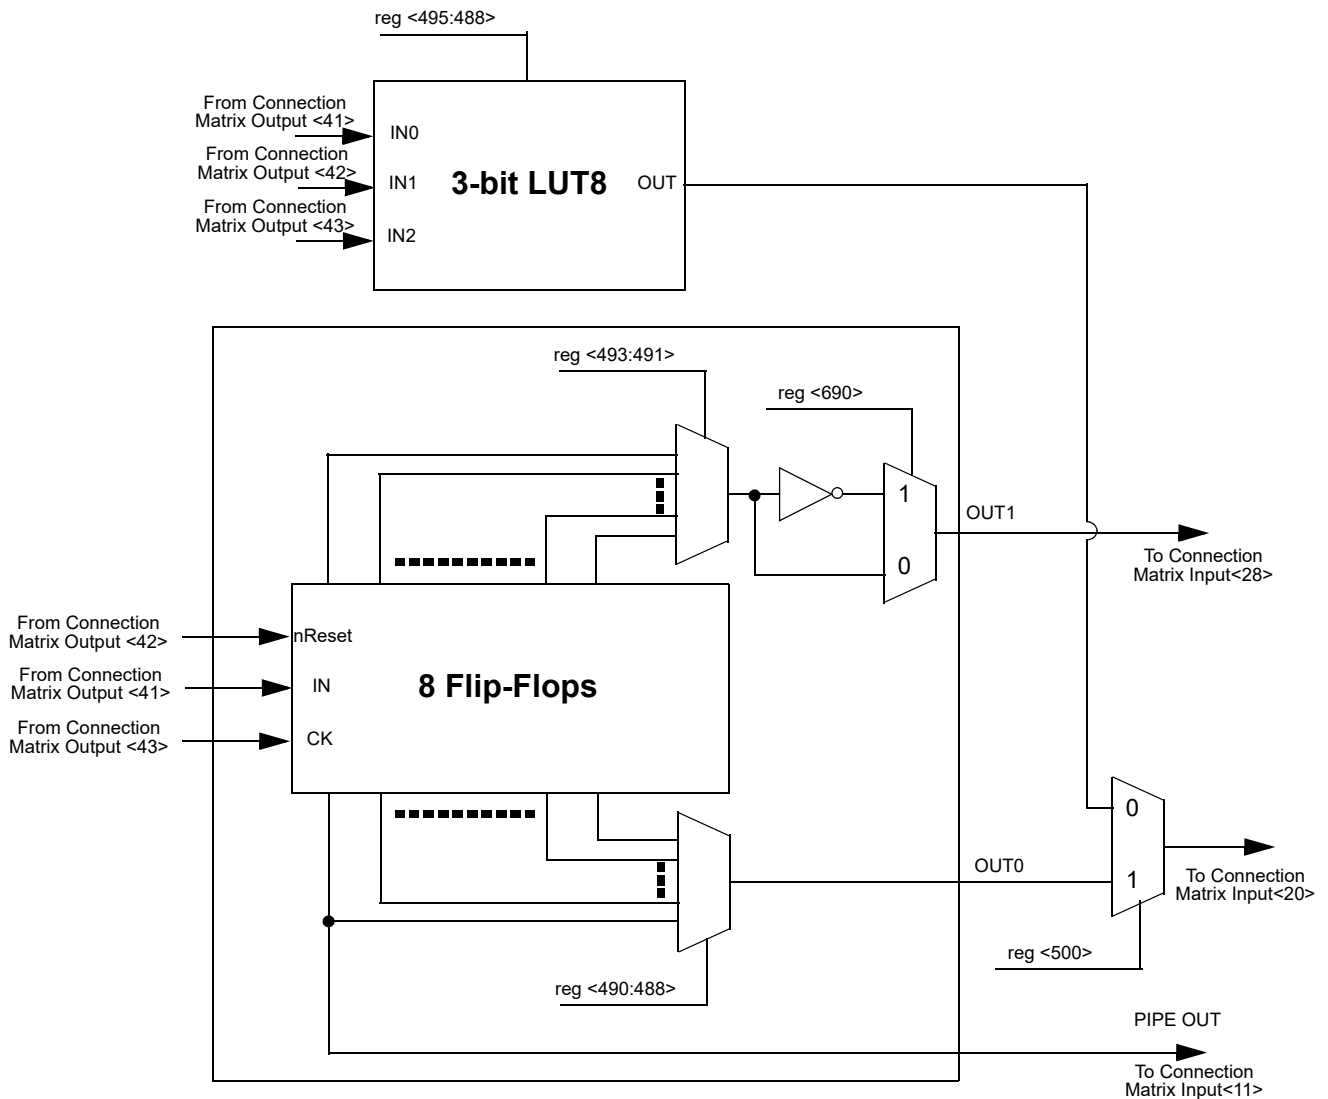 reg <495:488>
From Connection
Matrix Output <41>
IN0
From Connection
Matrix Output <42>
IN1
3-bit LUT8
OUT
From Connection
Matrix Output <43>
IN2
reg <493:491>
reg <690>
1
OUT1
0
To Connection
Matrix Input<28>
From Connection
Matrix Output <42>
nReset
From Connection
Matrix Output <41>
IN
8 Flip-Flops
From Connection
Matrix Output <43>
CK
0
OUT0
1
To Connection
Matrix Input<20>
reg <500>
reg <490:488>
PIPE OUT
To Connection
Matrix Input<11>